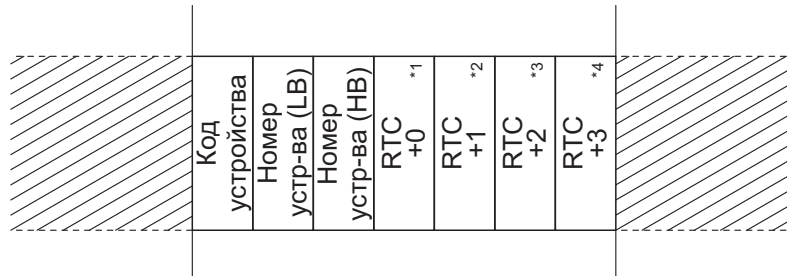 Код
устройства
Номер
устр-ва (LB)
Номер
устр-ва (HB)
RTC
+0 *1
RTC
+1 *2
RTC
+2 *3
RTC
+3 *4